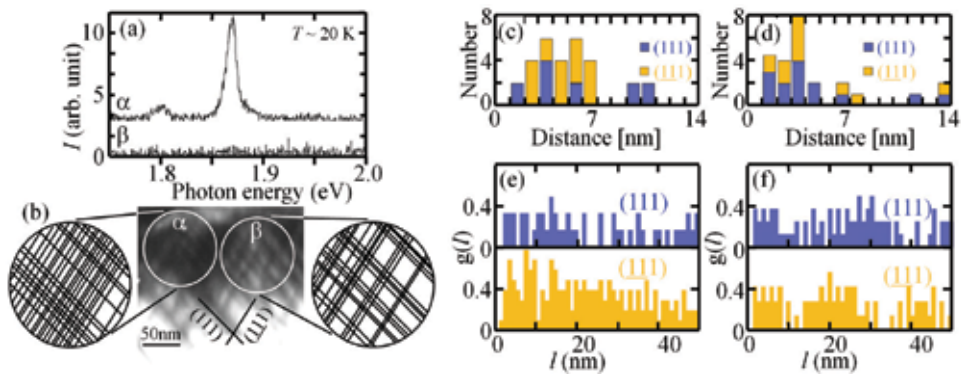 (a)
T ~ 20 K
I (arb. unit)
10
5
0
α
β
1.8
1.9
2.0
Photon energy (eV)
(b)
α
β
50nm
(111)
(111)
(c)
Number
8
4
0
(111)
(111)
0
7
14
Distance [nm]
(d)
Number
8
4
0
(111)
(111)
0
7
14
Distance [nm]
(e)
g(l)
0.4
0
0.4
0
(111)
(111)
0
20
40
l (nm)
(f)
g(l)
0.4
0
0.4
0
(111)
(111)
0
20
40
l (nm)